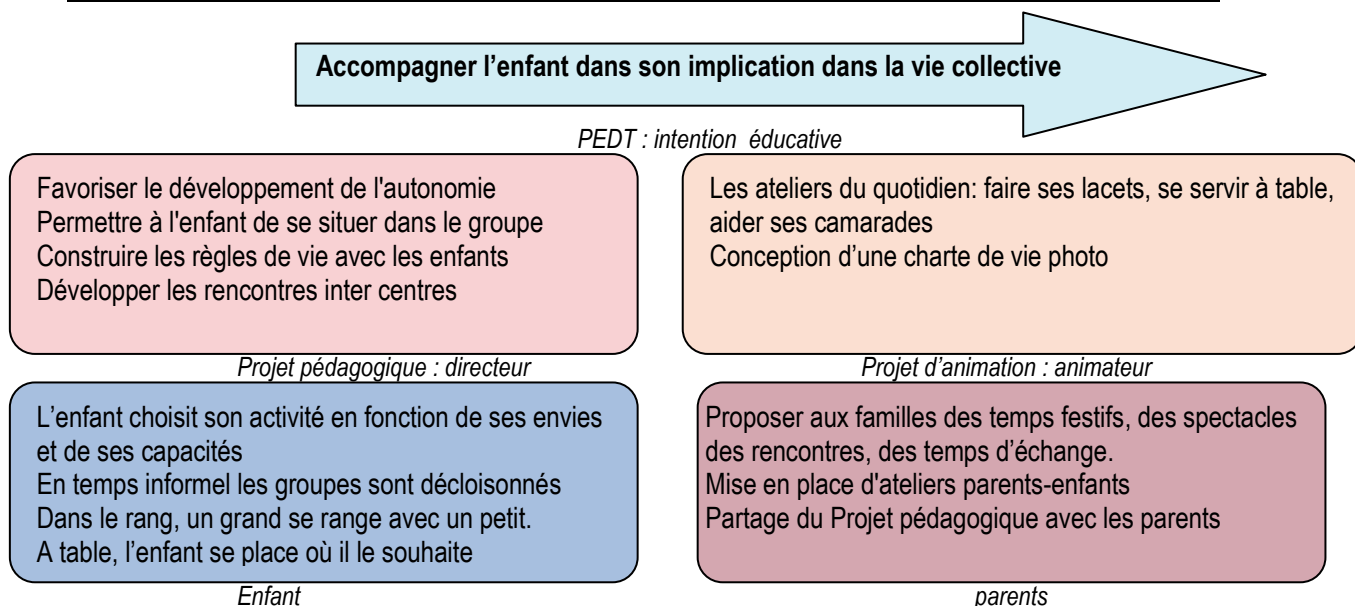 Accompagner l’enfant dans son implication dans la vie collective
PEDT : intention éducative
Favoriser le développement de l'autonomie
Permettre à l'enfant de se situer dans le groupe
Construire les règles de vie avec les enfants
Développer les rencontres inter centres
Projet pédagogique : directeur
Les ateliers du quotidien: faire ses lacets, se servir à table,
aider ses camarades
Conception d’une charte de vie photo
Projet d’animation : animateur
L’enfant choisit son activité en fonction de ses envies
et de ses capacités
En temps informel les groupes sont décloisonnés
Dans le rang, un grand se range avec un petit.
A table, l’enfant se place où il le souhaite
Enfant
Proposer aux familles des temps festifs, des spectacles
des rencontres, des temps d’échange.
Mise en place d'ateliers parents-enfants
Partage du Projet pédagogique avec les parents
parents